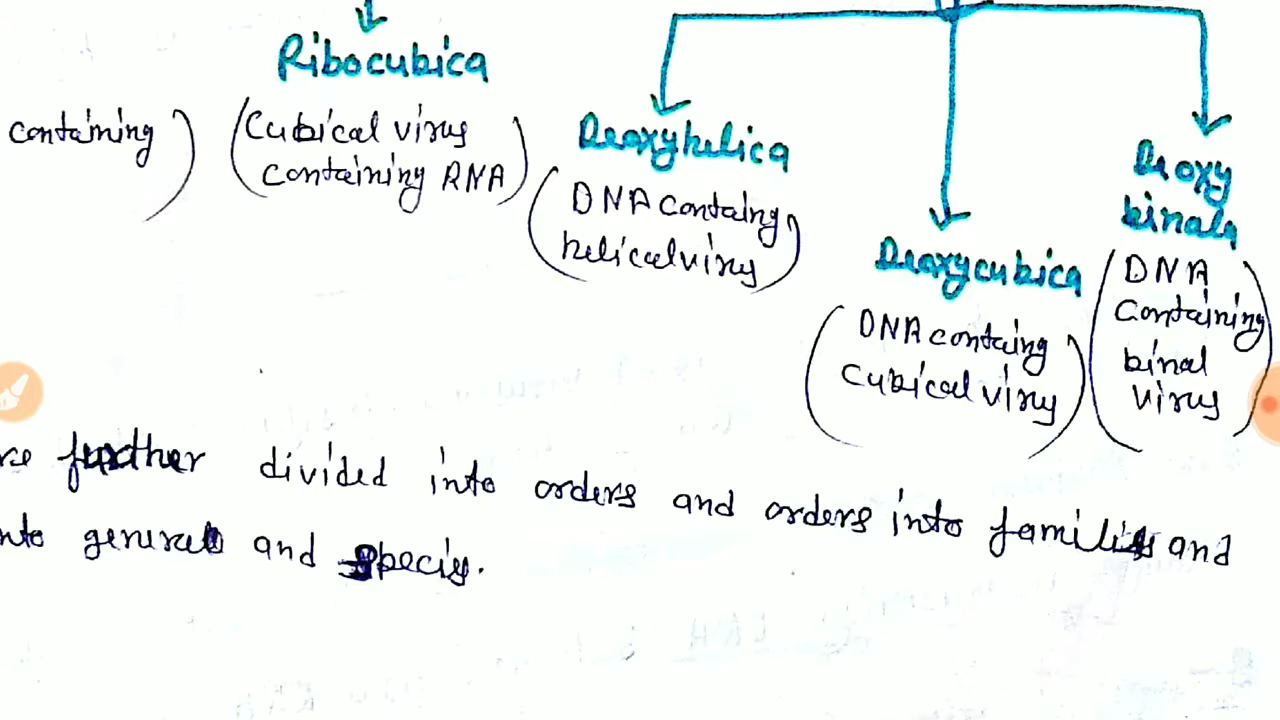 Ribocubica
containing)
(Cubical virus
containing RNA)
Deoxyhelica
(DNA containg
helical virus)
Deoxycubica
(DNA containg
Cubical virus)
Deoxy
binala
(DNA
Containing
binal
virus)
further divided into orders and orders into families and
into genera and species.